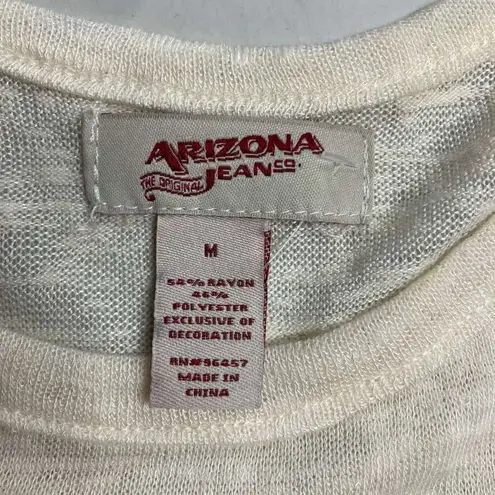 ARIZONA
THE ORIGINAL JEAN CO.
M
54% RAYON
46%
POLYESTER
EXCLUSIVE OF
DECORATION
RN#96457
MADE IN
CHINA